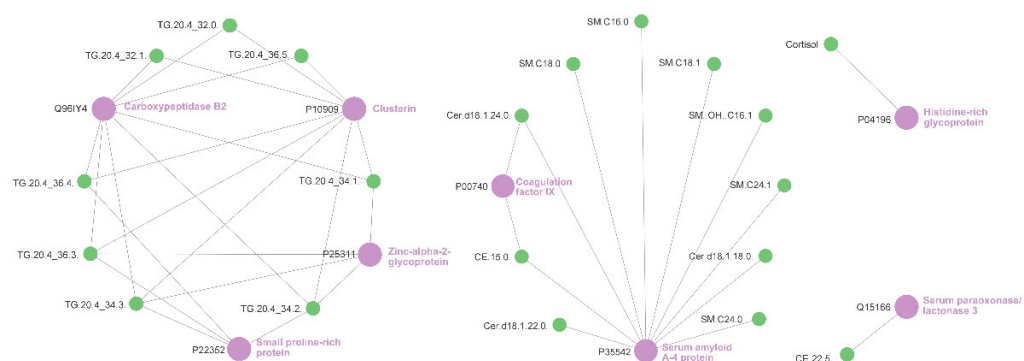 TG.20.4_32.0.
TG.20.4_32.1.
TG.20.4_36.5.
Q96IY4
Carboxypeptidase B2
P10909
Clusterin
TG.20.4_36.4.
TG.20.4_34.1.
TG.20.4_36.3.
P25311
Zinc-alpha-2-
glycoprotein
TG.20.4_34.3.
TG.20.4_34.2.
P22352
Small proline-rich
protein
SM.C16.0
SM.C18.0
SM.C18.1
Cer.d18.1.24.0.
SM..OH..C16.1
P00740
Coagulation
factor IX
SM.C24.1
CE.15.0.
Cer.d18.1.18.0.
Cer.d18.1.22.0.
SM.C24.0
P35542
Serum amyloid
A-4 protein
Cortisol
P04196
Histidine-rich
glycoprotein
Q15166
Serum paraoxonase/
lactonase 3
CE.22.5.